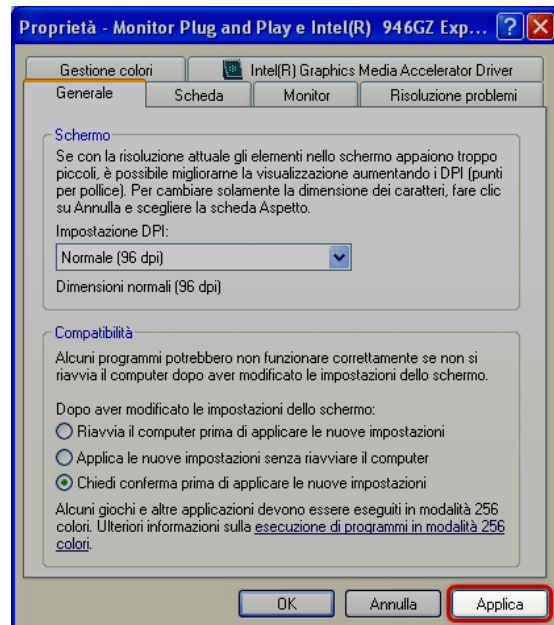 Proprietà - Monitor Plug and Play e Intel(R) 946GZ Exp...
Gestione colori
Intel(R) Graphics Media Accelerator Driver
Generale
Scheda
Monitor
Risoluzione problemi
Schermo
Se con la risoluzione attuale gli elementi nello schermo appaiono troppo
piccoli, è possibile migliorarne la visualizzazione aumentando i DPI (punti
per pollice). Per cambiare solamente la dimensione dei caratteri, fare clic
su Annulla e scegliere la scheda Aspetto.
Impostazione DPI:
Normale (96 dpi)
Dimensioni normali (96 dpi)
Compatibilità
Alcuni programmi potrebbero non funzionare correttamente se non si
riavvia il computer dopo aver modificato le impostazioni dello schermo.
Dopo aver modificato le impostazioni dello schermo:
Riavvia il computer prima di applicare le nuove impostazioni
Applica le nuove impostazioni senza riavviare il computer
Chiedi conferma prima di applicare le nuove impostazioni
Alcuni giochi e altre applicazioni devono essere eseguiti in modalità 256
colori. Ulteriori informazioni sulla esecuzione di programmi in modalità 256
colori.
OK
Annulla
Applica